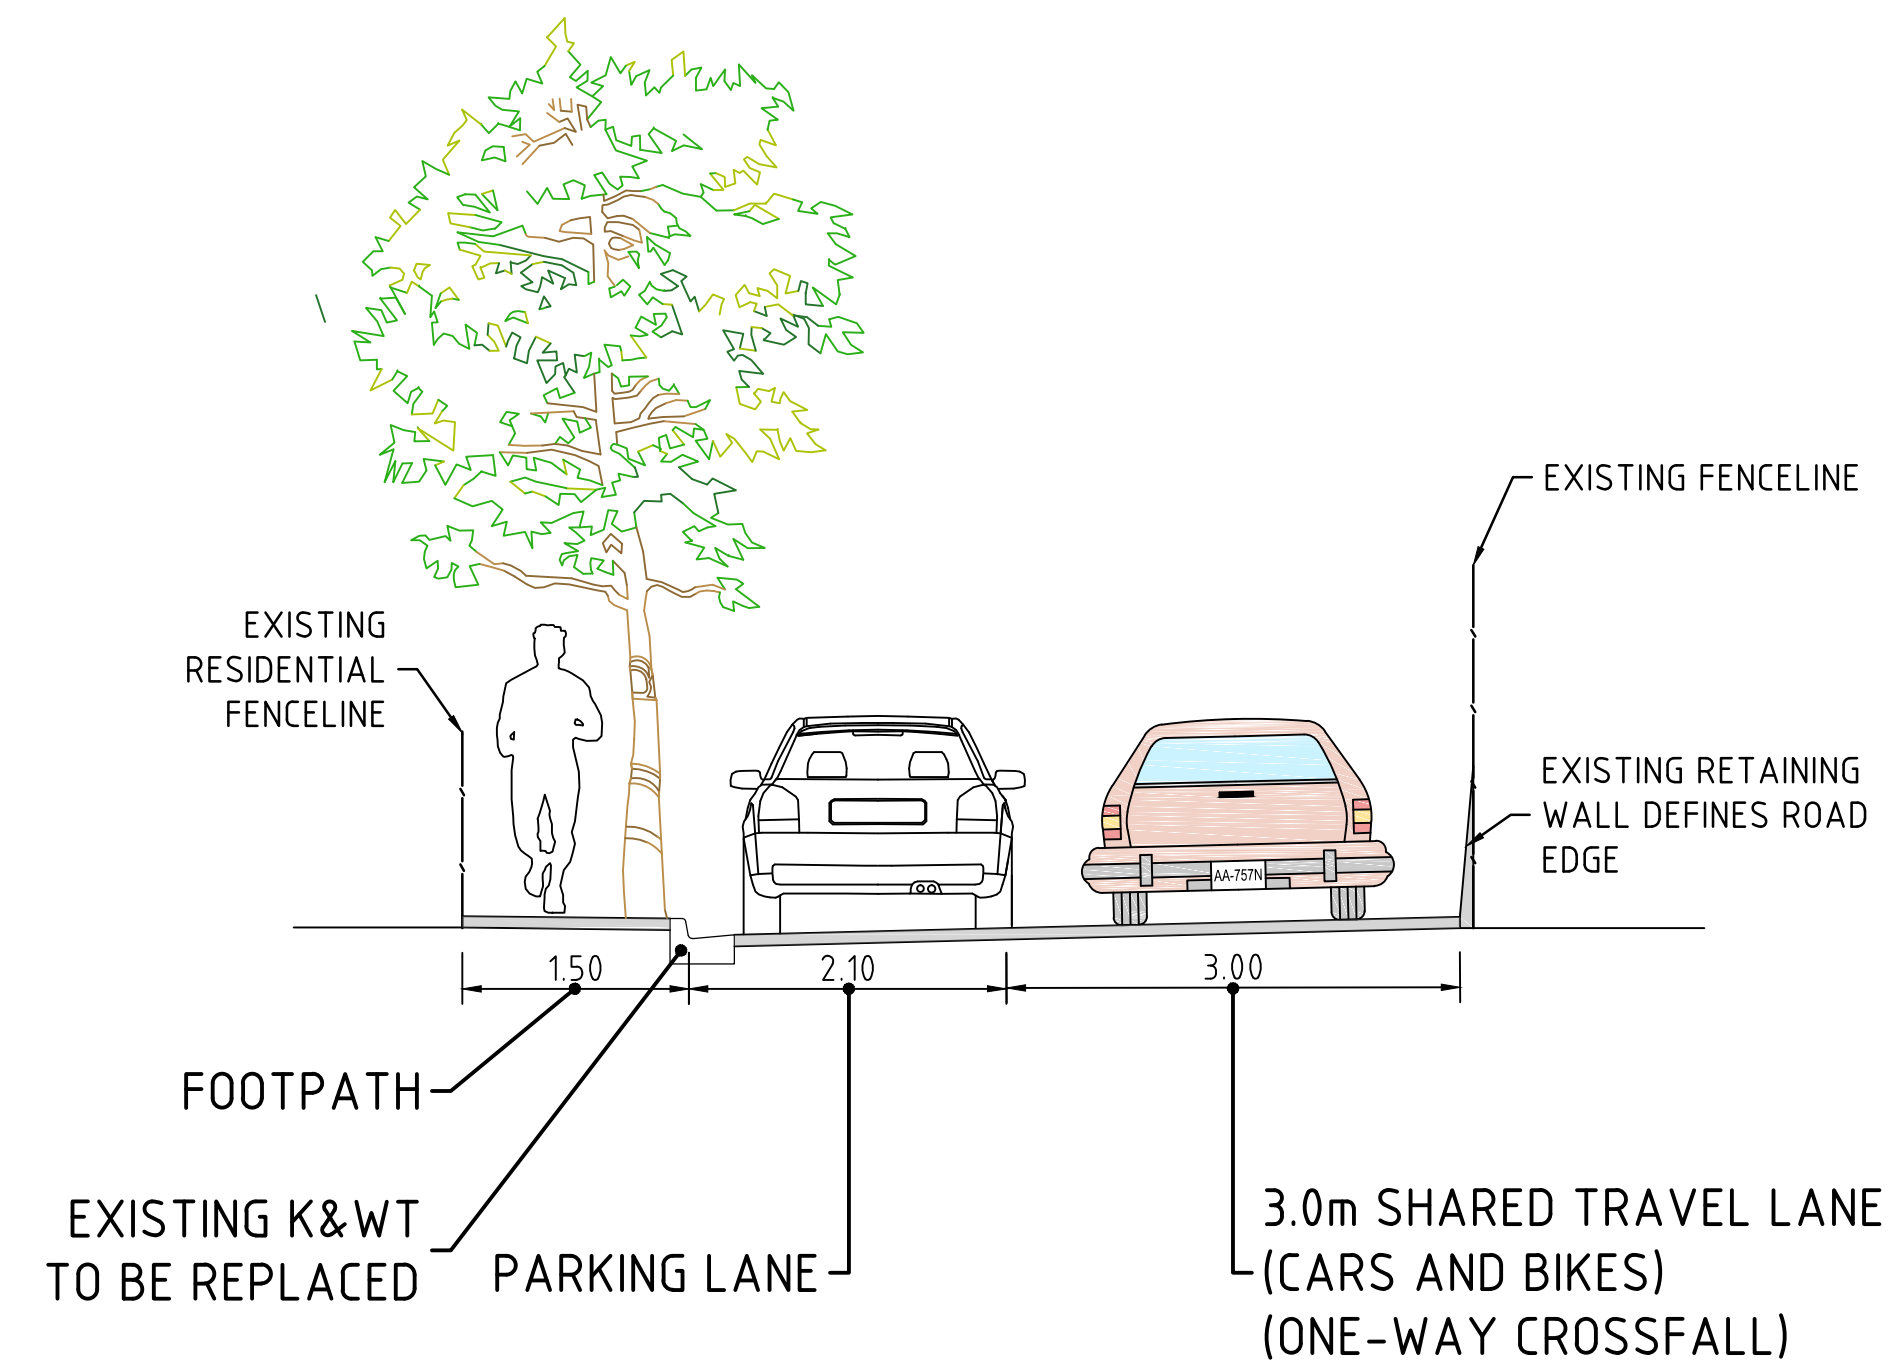 EXISTING FENCELINE
EXISTING
RESIDENTIAL
FENCELINE
EXISTING RETAINING
WALL DEFINES ROAD
EDGE
AA-757N
1.50
2.10
3.00
FOOTPATH
EXISTING K&WT
TO BE REPLACED
PARKING LANE
3.0m SHARED TRAVEL LANE
(CARS AND BIKES)
(ONE-WAY CROSSFALL)